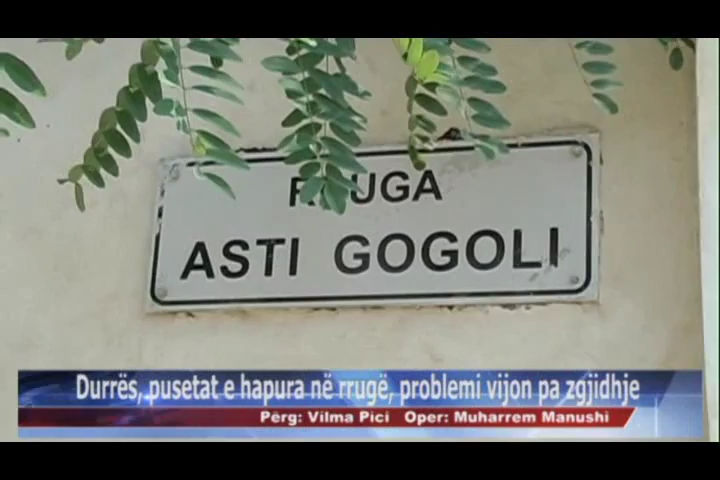 RRUGA
ASTI GOGOLI
Durrës, pusetat e hapura në rrugë, problemi vijon pa zgjidhje
Përg: Vilma Pici Oper: Muharrem Manushi